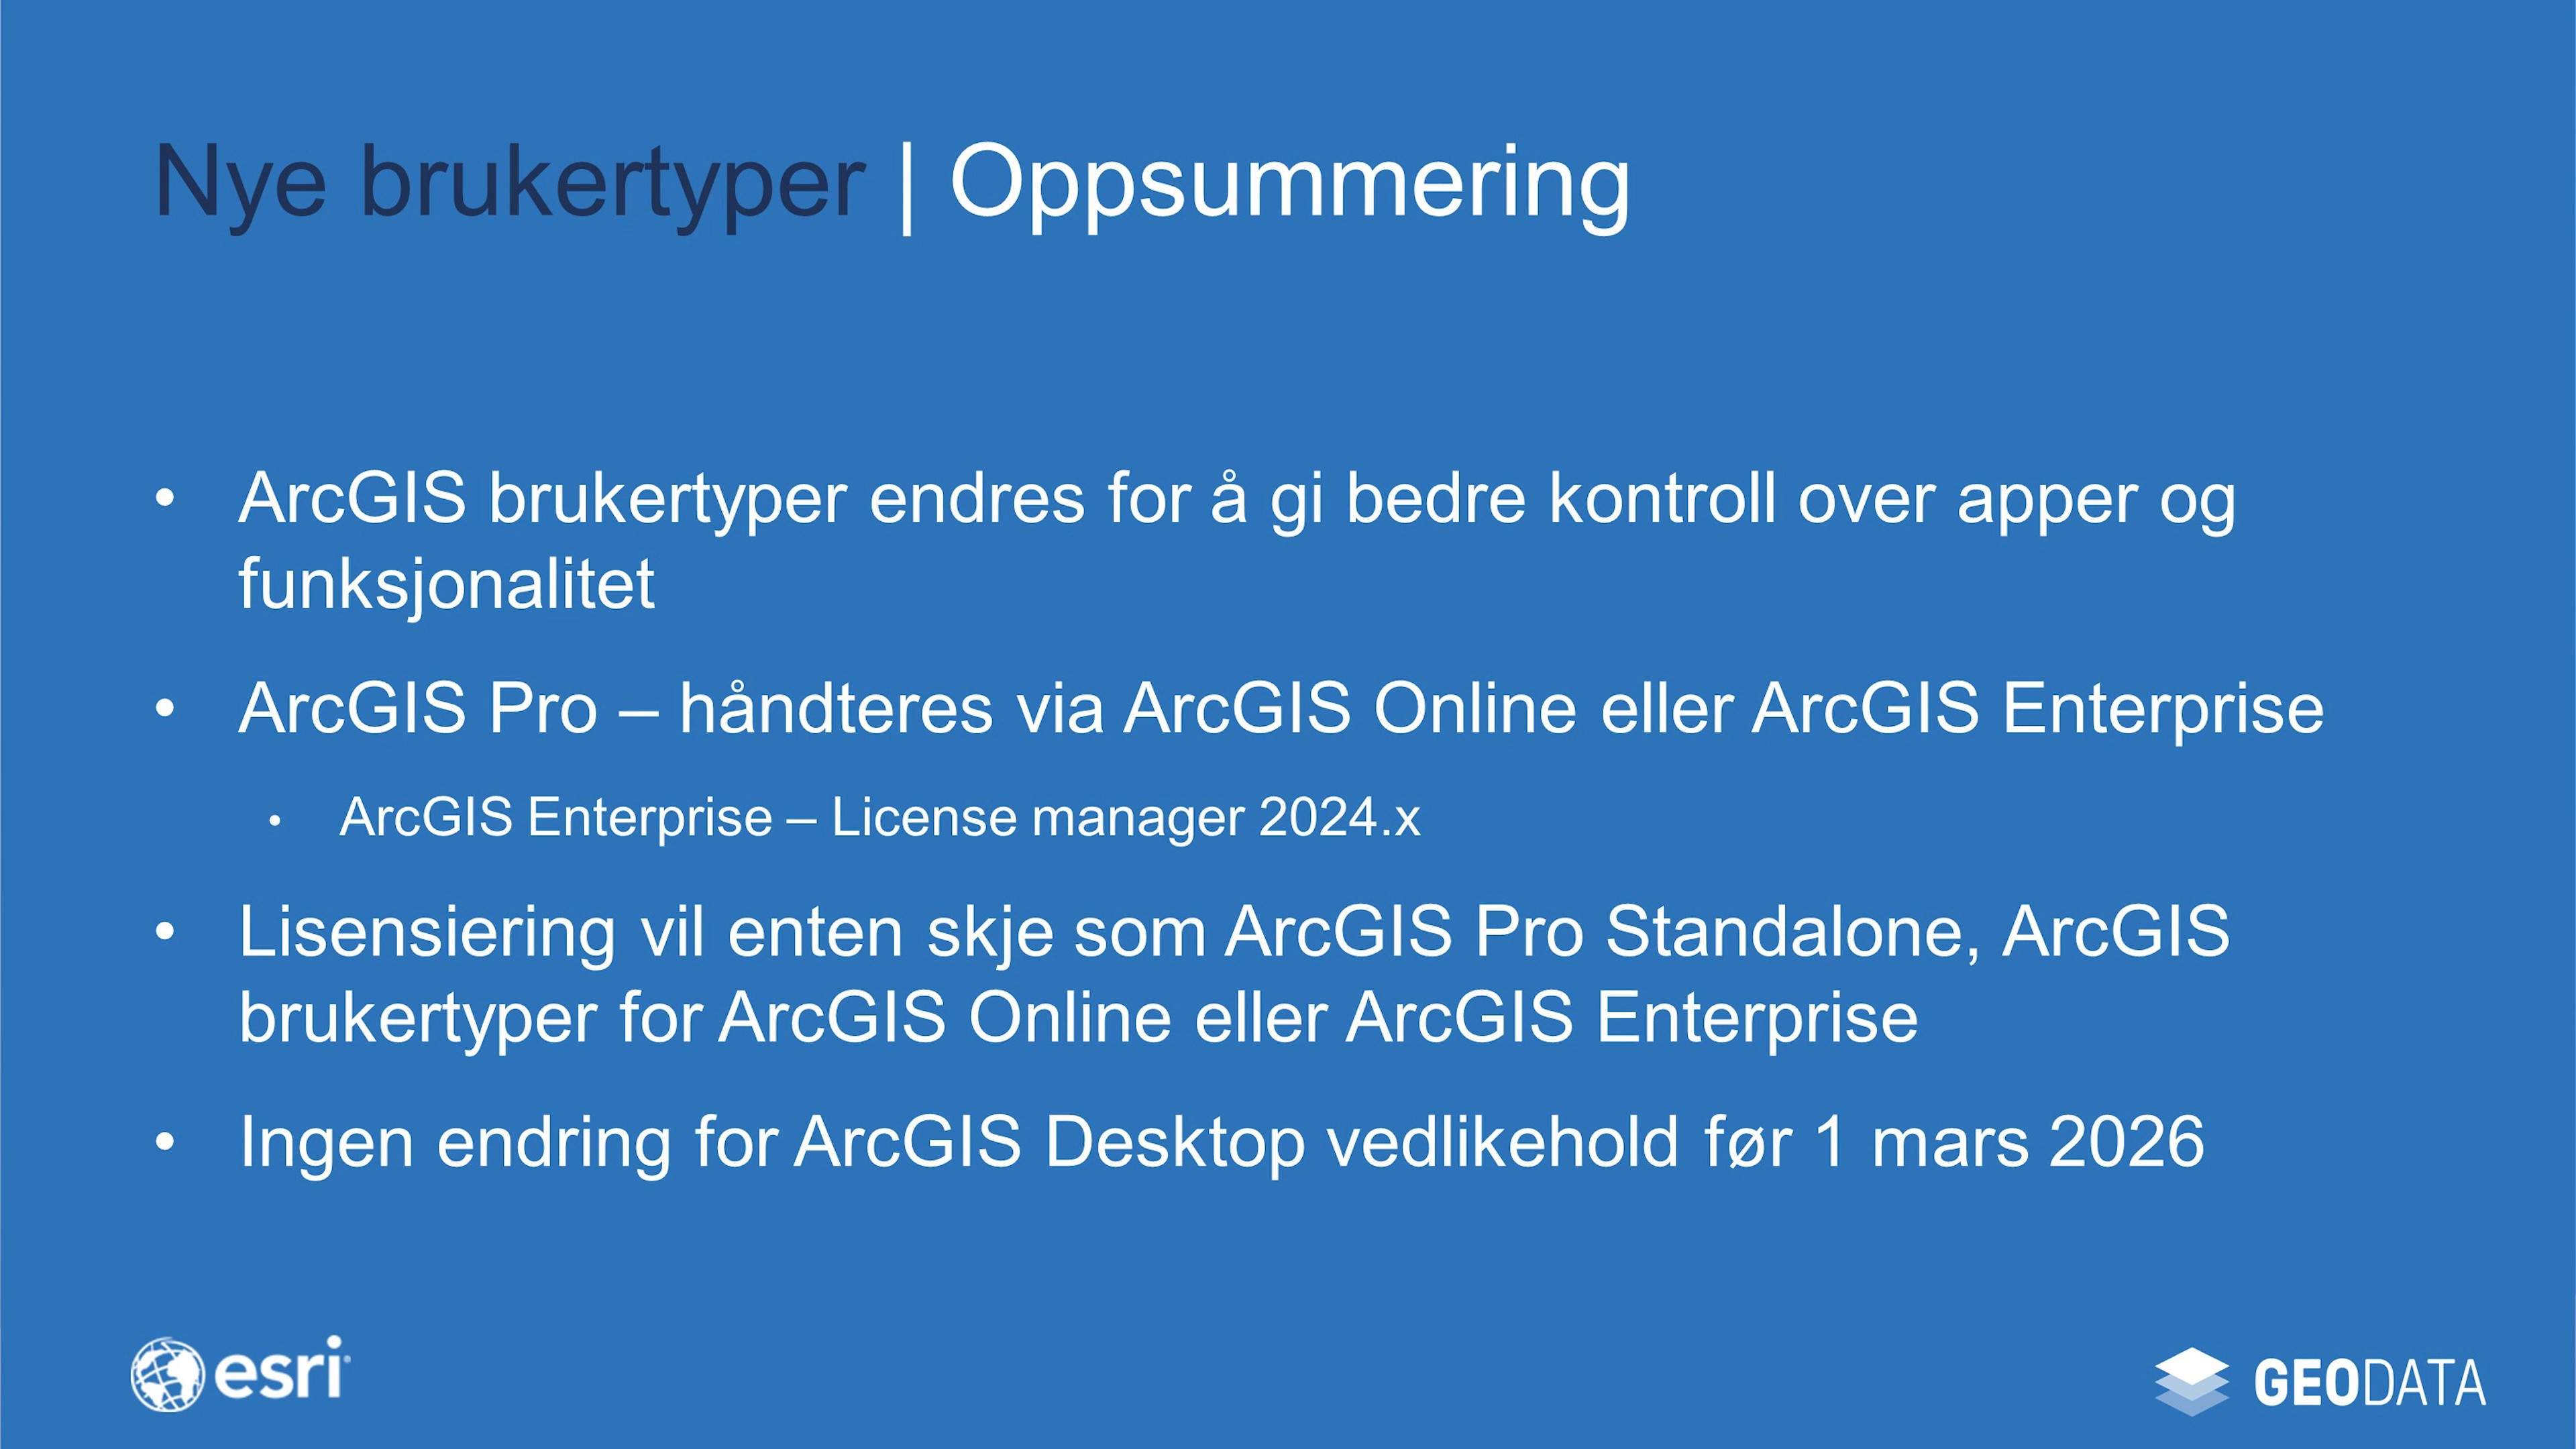 Nye brukertyper | Oppsummering
• ArcGIS brukertyper endres for å gi bedre kontroll over apper og
funksjonalitet
• ArcGIS Pro – håndteres via ArcGIS Online eller ArcGIS Enterprise
• ArcGIS Enterprise – License manager 2024.x
• Lisensiering vil enten skje som ArcGIS Pro Standalone, ArcGIS
brukertyper for ArcGIS Online eller ArcGIS Enterprise
• Ingen endring for ArcGIS Desktop vedlikehold før 1 mars 2026
esri
GEODATA